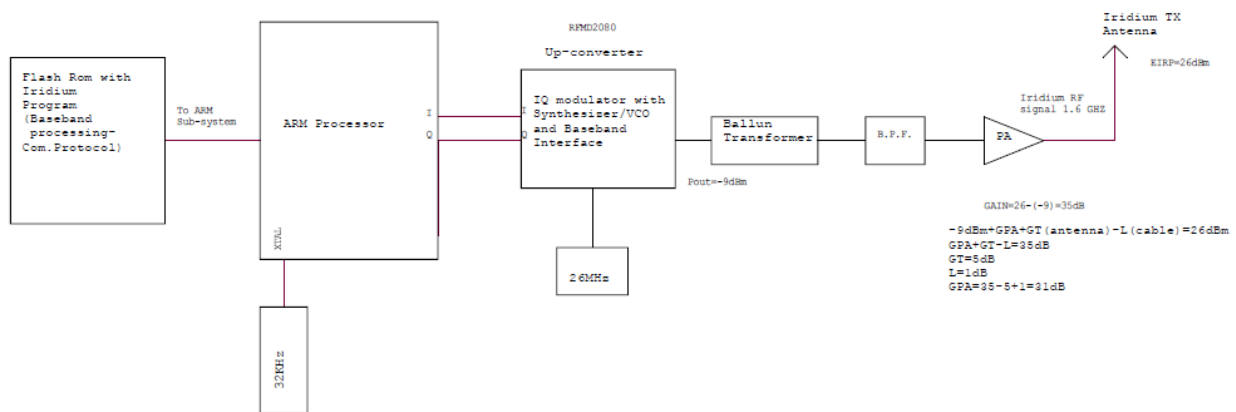 Flash Rom with
Iridium
Program
(Baseband
processing-
Com.Protocol)
To ARM
Sub-system
ARM Processor
I
Q
XTAL
32KHz
RFMD2080
Up-converter
I
Q
IQ modulator with
Synthesizer/VCO
and Baseband
Interface
26MHz
Pout=-9dBm
Ballun
Transformer
B.P.F.
PA
Iridium RF
signal 1.6 GHZ
Iridium TX
Antenna
EIRP=26dBm
GAIN=26-(-9)=35dB
-9dBm+GPA+GT(antenna)-L(cable)=26dBm
GPA+GT-L=35dB
GT=5dB
L=1dB
GPA=35-5+1=31dB